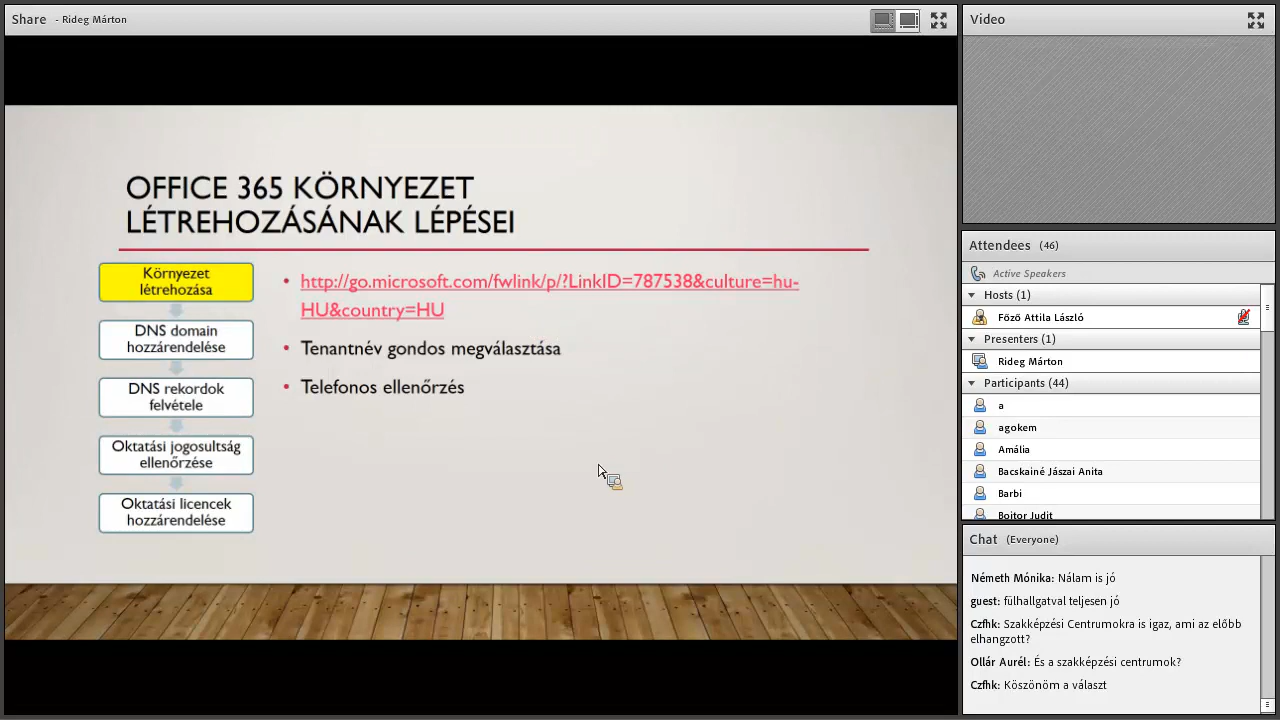 Share - Rideg Márton
OFFICE 365 KÖRNYEZET
LÉTREHOZÁSÁNAK LÉPÉSEI
Környezet
létrehozása
DNS domain
hozzárendelése
DNS rekordok
felvétele
Oktatási jogosultság
ellenőrzése
Oktatási licencek
hozzárendelése
• http://go.microsoft.com/fwlink/p/?LinkID=787538&culture=hu-
HU&country=HU
• Tenantnév gondos megválasztása
• Telefonos ellenőrzés
Video
Attendees (46)
Active Speakers
Hosts (1)
Főző Attila László
Presenters (1)
Rideg Márton
Participants (44)
a
agokem
Amália
Bacskainé Jászai Anita
Barbi
Bojtor Judit
Chat (Everyone)
Németh Mónika: Nálam is jó
guest: fülhallgatval teljesen jó
Czfhk: Szakképzési Centrumokra is igaz, ami az előbb
elhangzott?
Ollár Aurél: És a szakképzési centrumok?
Czfhk: Köszönöm a választ